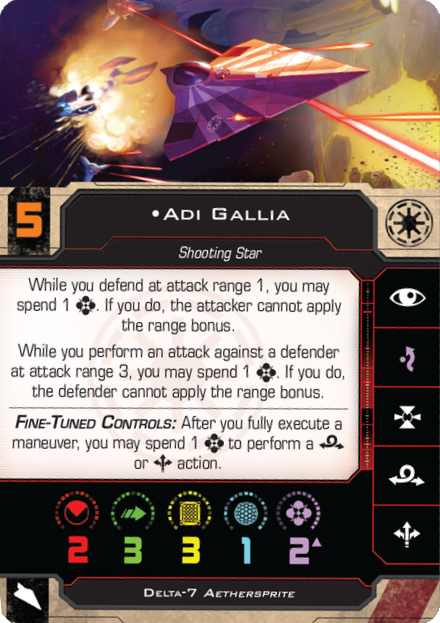 5
•Adi Gallia
Shooting Star
While you defend at attack range 1, you may
spend 1 . If you do, the attacker cannot apply
the range bonus.
While you perform an attack against a defender
at attack range 3, you may spend 1 . If you do,
the defender cannot apply the range bonus.
Fine-Tuned Controls: After you fully execute a
maneuver, you may spend 1 to perform a
or action.
2 3 3 1 2
Delta-7 Aethersprite